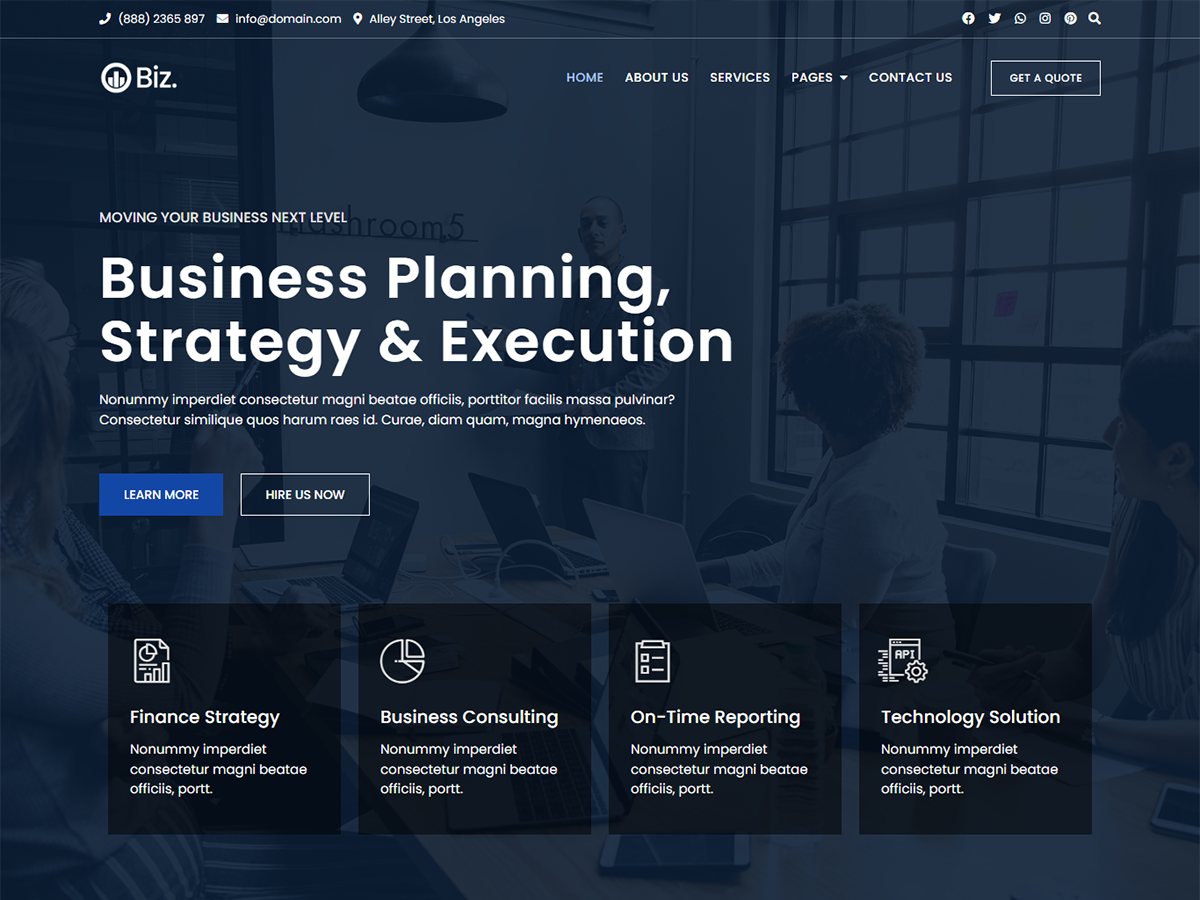 (888) 2365 897 info@domain.com Alley Street, Los Angeles
Biz.
HOME ABOUT US SERVICES PAGES CONTACT US GET A QUOTE
MOVING YOUR BUSINESS NEXT LEVEL
mushroom5
Business Planning,
Strategy & Execution
Nonummy imperdiet consectetur magni beatae officiis, porttitor facilis massa pulvinar?
Consectetur similique quos harum raes id. Curae, diam quam, magna hymenaeos.
LEARN MORE HIRE US NOW
API
Finance Strategy
Nonummy imperdiet
consectetur magni beatae
officiis, portt.
Business Consulting
Nonummy imperdiet
consectetur magni beatae
officiis, portt.
On-Time Reporting
Nonummy imperdiet
consectetur magni beatae
officiis, portt.
Technology Solution
Nonummy imperdiet
consectetur magni beatae
officiis, portt.